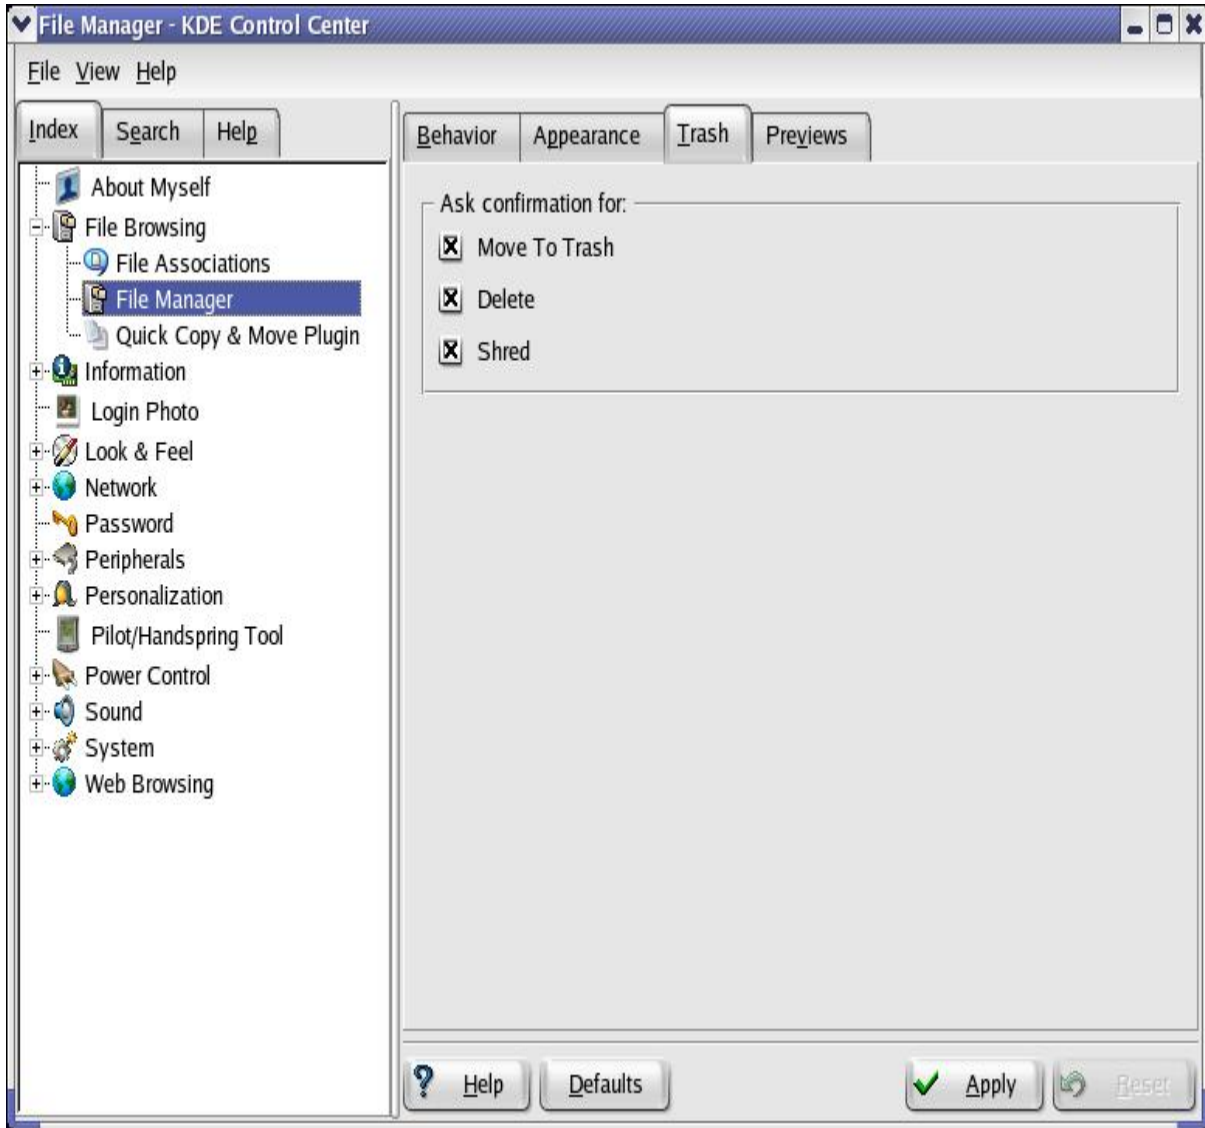 File Manager - KDE Control Center
File View Help
Index Search Help
About Myself
File Browsing
File Associations
File Manager
Quick Copy & Move Plugin
Information
Login Photo
Look & Feel
Network
Password
Peripherals
Personalization
Pilot/Handspring Tool
Power Control
Sound
System
Web Browsing
Behavior Appearance Trash Previews
Ask confirmation for:
Move To Trash
Delete
Shred
Help Defaults Apply Reset